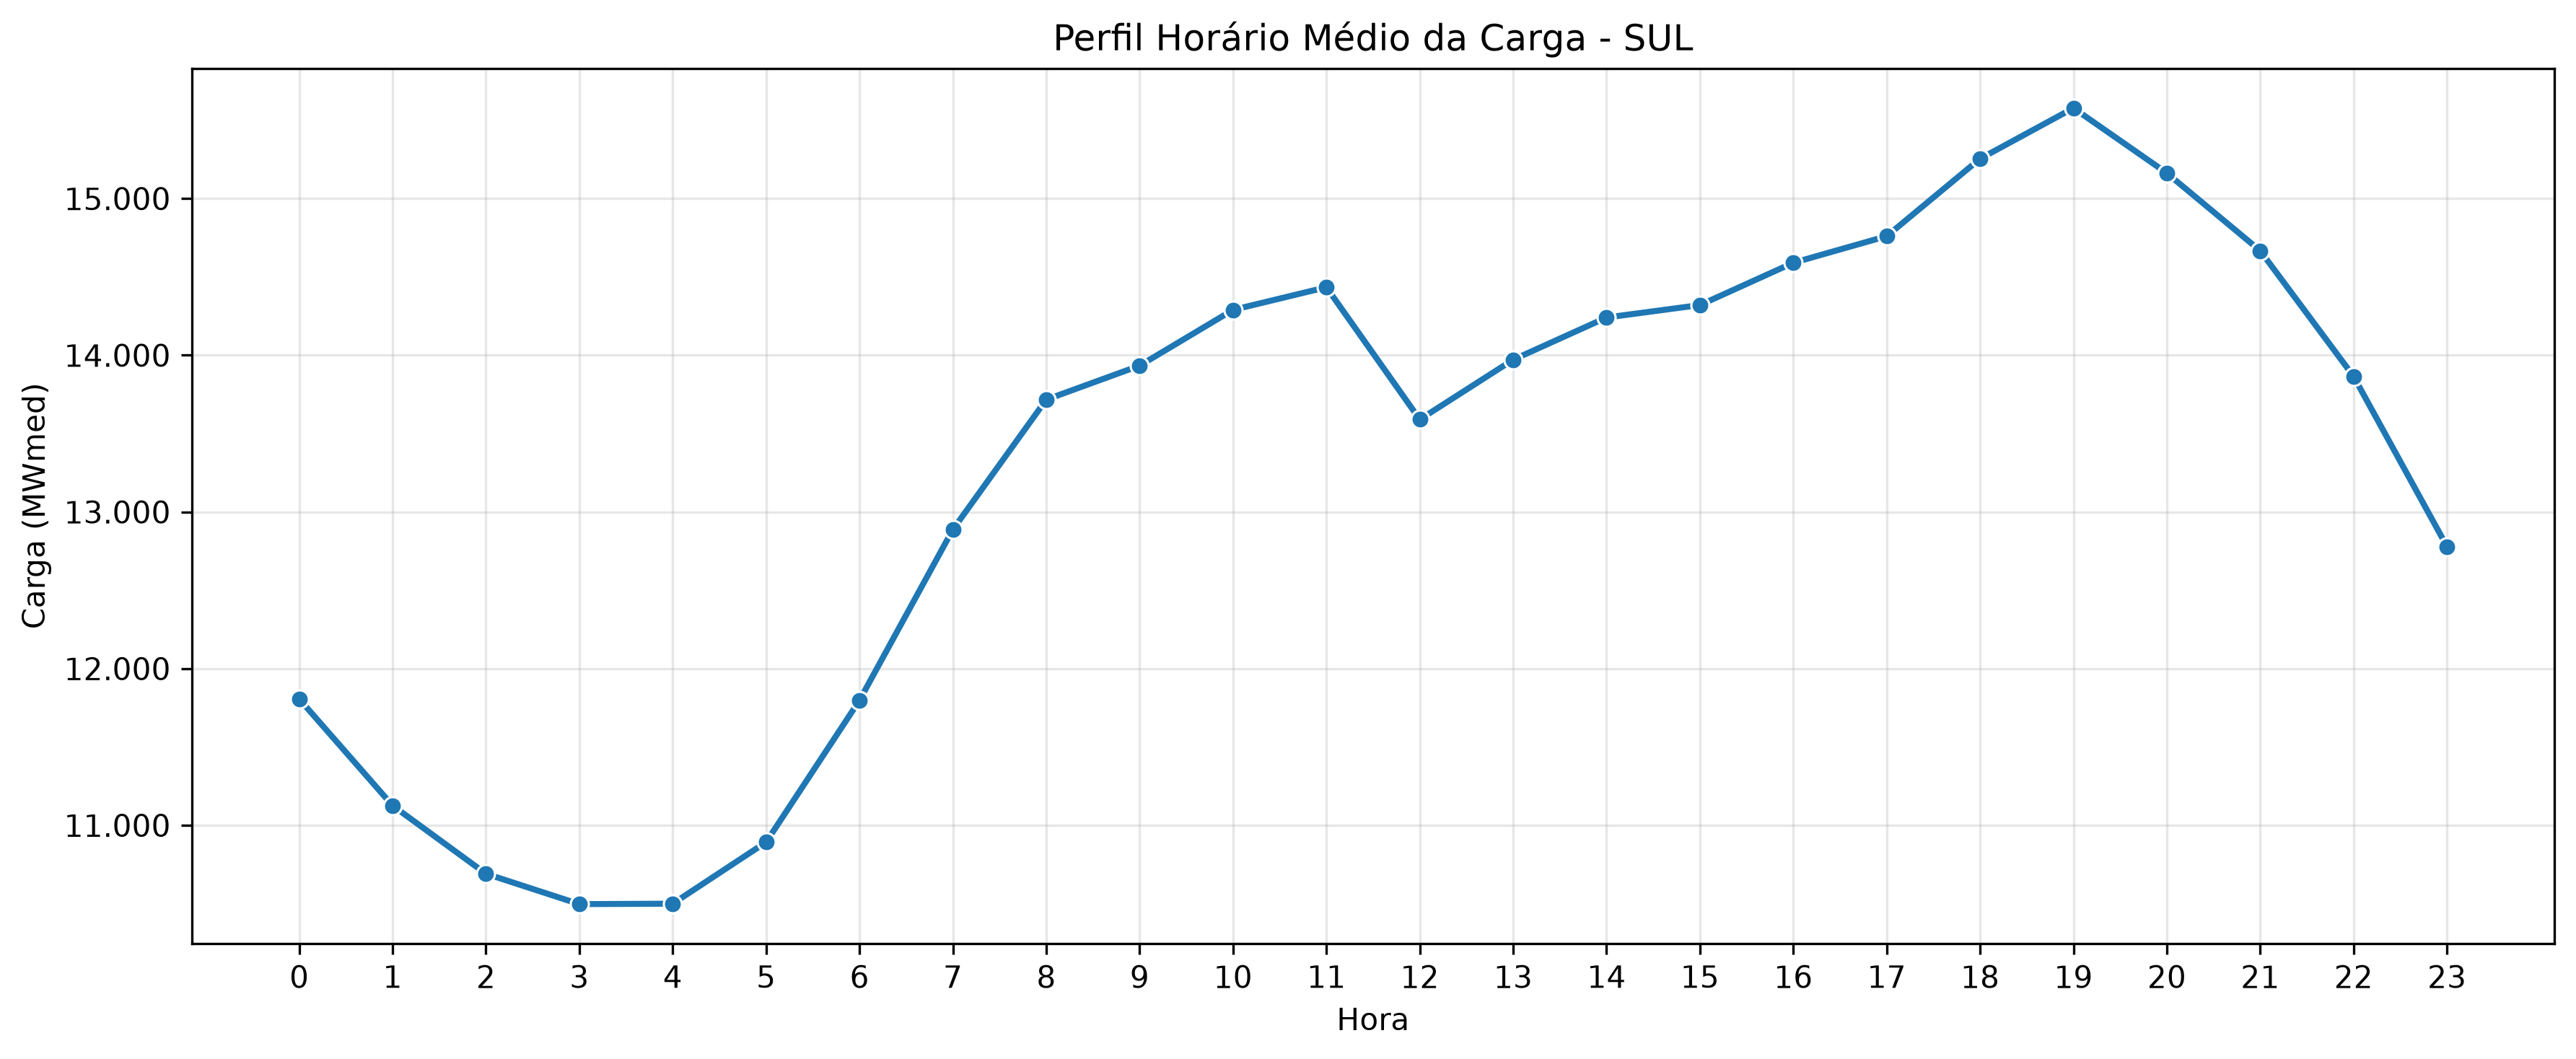 Perfil Horário Médio da Carga - SUL
Carga (MWmed)
15.000
14.000
13.000
12.000
11.000
0 1 2 3 4 5 6 7 8 9 10 11 12 13 14 15 16 17 18 19 20 21 22 23
Hora